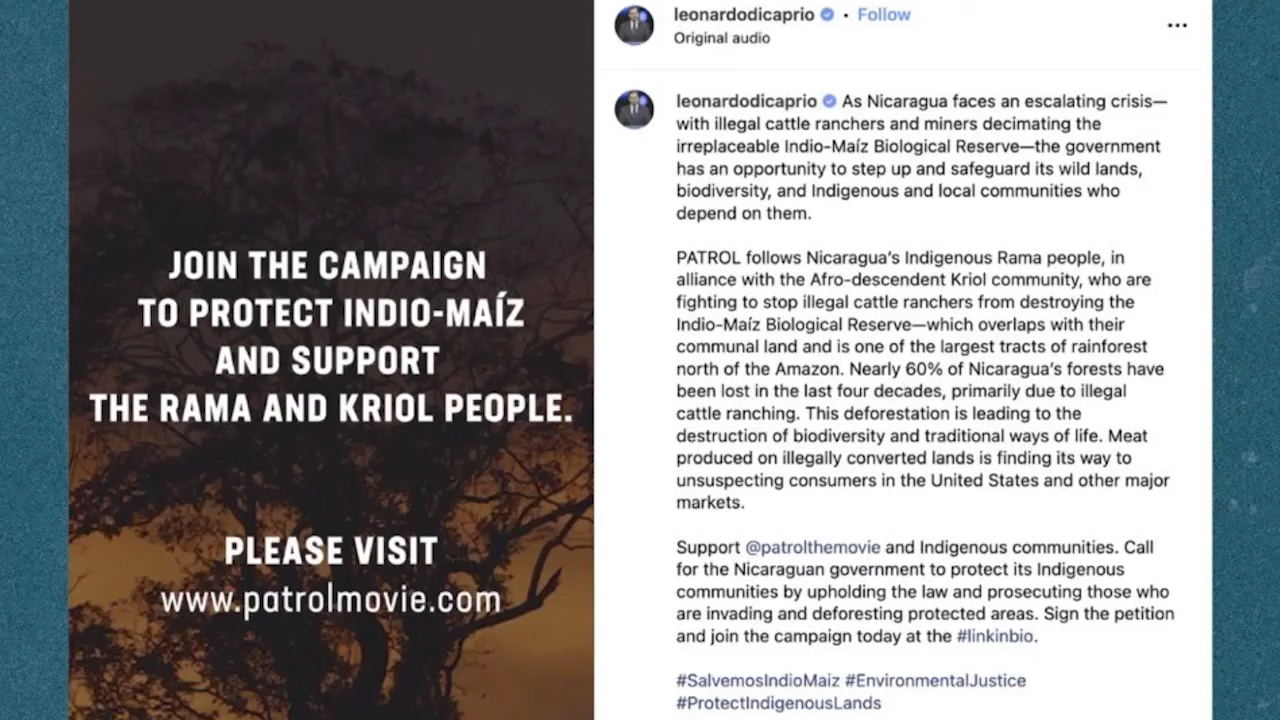 JOIN THE CAMPAIGN
TO PROTECT INDIO-MAÍZ
AND SUPPORT
THE RAMA AND KRIOL PEOPLE.
PLEASE VISIT
www.patrolmovie.com
leonardodicaprio • Follow
Original audio
leonardodicaprio As Nicaragua faces an escalating crisis—
with illegal cattle ranchers and miners decimating the
irreplaceable Indio-Maíz Biological Reserve—the government
has an opportunity to step up and safeguard its wild lands,
biodiversity, and Indigenous and local communities who
depend on them.
PATROL follows Nicaragua's Indigenous Rama people, in
alliance with the Afro-descendent Kriol community, who are
fighting to stop illegal cattle ranchers from destroying the
Indio-Maíz Biological Reserve—which overlaps with their
communal land and is one of the largest tracts of rainforest
north of the Amazon. Nearly 60% of Nicaragua's forests have
been lost in the last four decades, primarily due to illegal
cattle ranching. This deforestation is leading to the
destruction of biodiversity and traditional ways of life. Meat
produced on illegally converted lands is finding its way to
unsuspecting consumers in the United States and other major
markets.
Support @patrolthemovie and Indigenous communities. Call
for the Nicaraguan government to protect its Indigenous
communities by upholding the law and prosecuting those who
are invading and deforesting protected areas. Sign the petition
and join the campaign today at the #linkinbio.
#SalvemosIndioMaiz #EnvironmentalJustice
#ProtectIndigenousLands